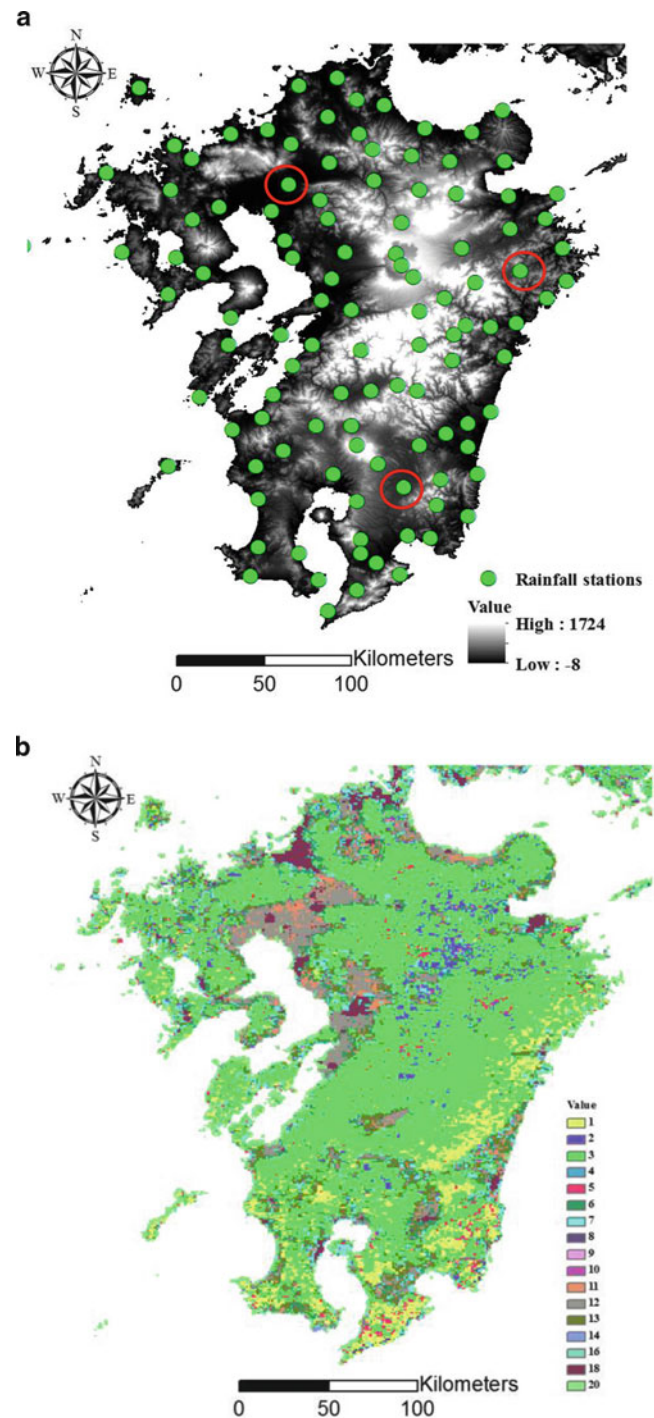 a
N
W E
S
Rainfall stations
Value
High : 1724
Low : -8
Kilometers
0 50 100
b
N
W E
S
Value
1
2
3
4
5
6
7
8
9
10
11
12
13
14
16
18
20
Kilometers
0 50 100